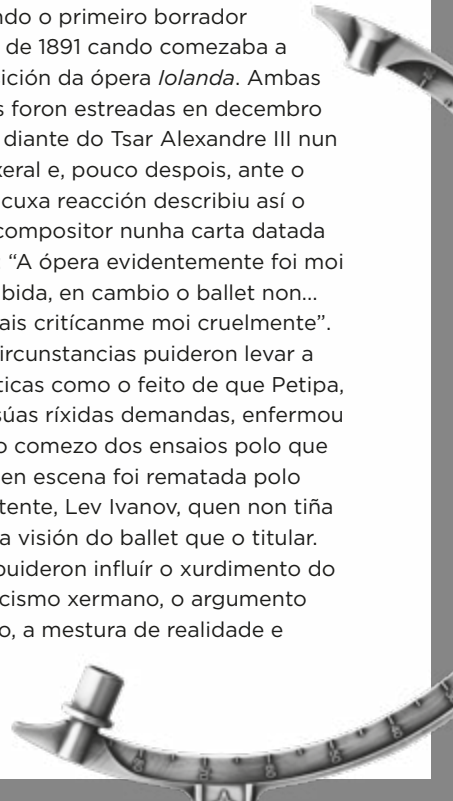 ndo o primeiro borrador
de 1891 cando comezaba a
ición da ópera Iolanda. Ambas
s foron estreadas en decembro
diante do Tsar Alexandre III nun
xeral e, pouco despois, ante o
cuxa reacción describiu así o
compositor nunha carta datada
“A ópera evidentemente foi moi
bida, en cambio o ballet non...
ais critícanme moi cruelmente”.
ircunstancias puideron levar a
ticas como o feito de que Petipa,
súas ríxidas demandas, enfermou
o comezo dos ensaios polo que
en escena foi rematada polo
tente, Lev Ivanov, quen non tiña
a visión do ballet que o titular.
puideron influír o xurdimento do
cismo xermano, o argumento
o, a mestura de realidade e